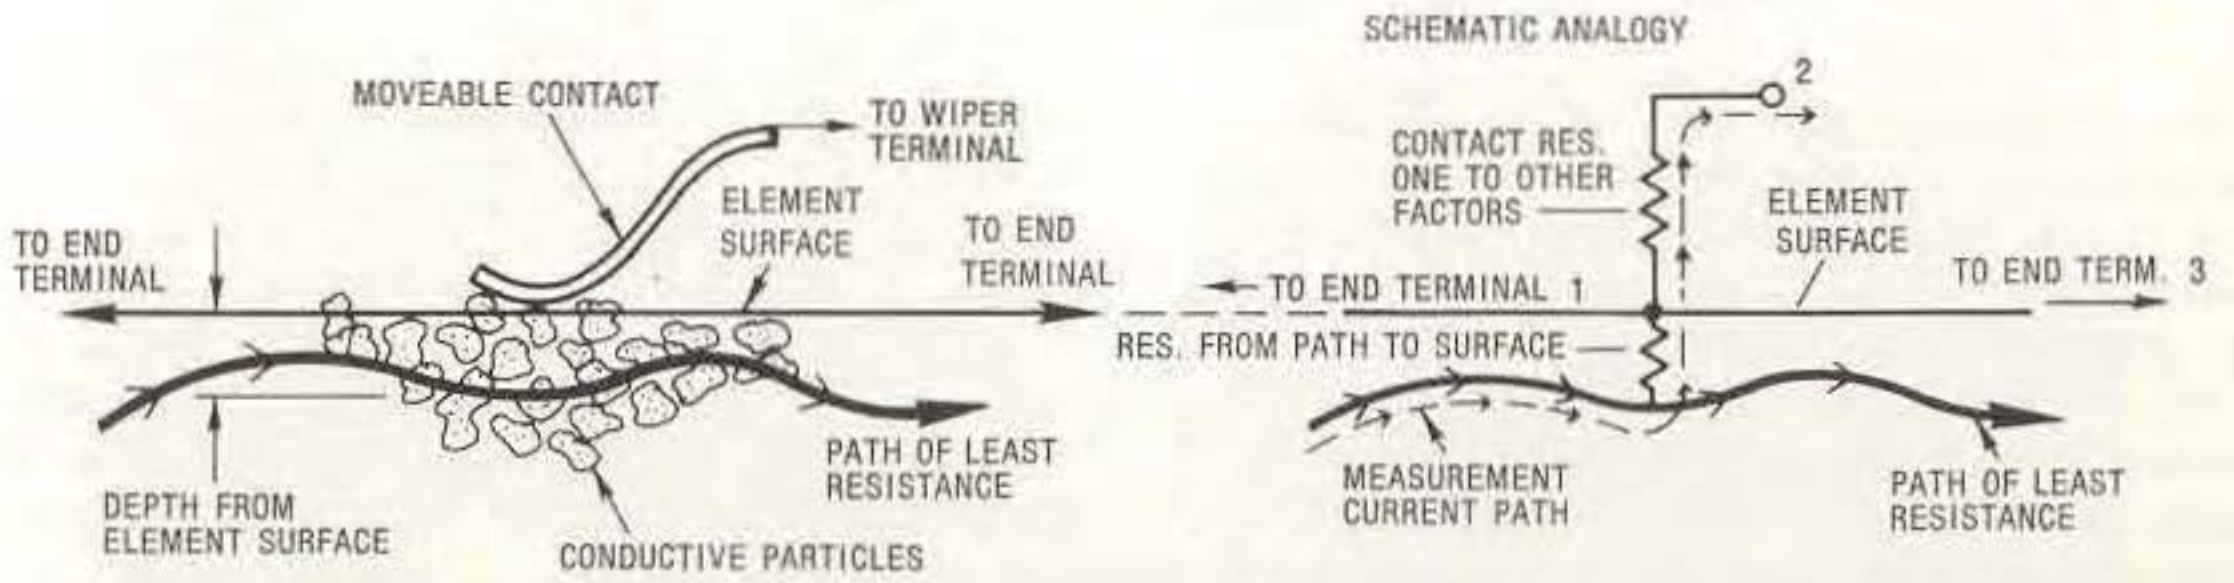 SCHEMATIC ANALOGY
MOVEABLE CONTACT
TO WIPER
TERMINAL
ELEMENT
SURFACE
TO END
TERMINAL
TO END
TERMINAL
DEPTH FROM
ELEMENT SURFACE
CONDUCTIVE PARTICLES
PATH OF LEAST
RESISTANCE
2
CONTACT RES.
ONE TO OTHER
FACTORS
ELEMENT
SURFACE
TO END TERMINAL 1
TO END TERM. 3
RES. FROM PATH TO SURFACE
MEASUREMENT
CURRENT PATH
PATH OF LEAST
RESISTANCE